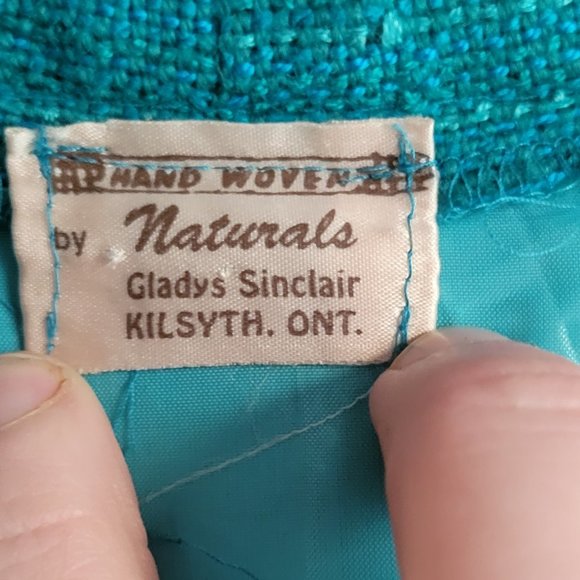 HAND WOVEN
by Naturals
Gladys Sinclair
KILSYTH. ONT.